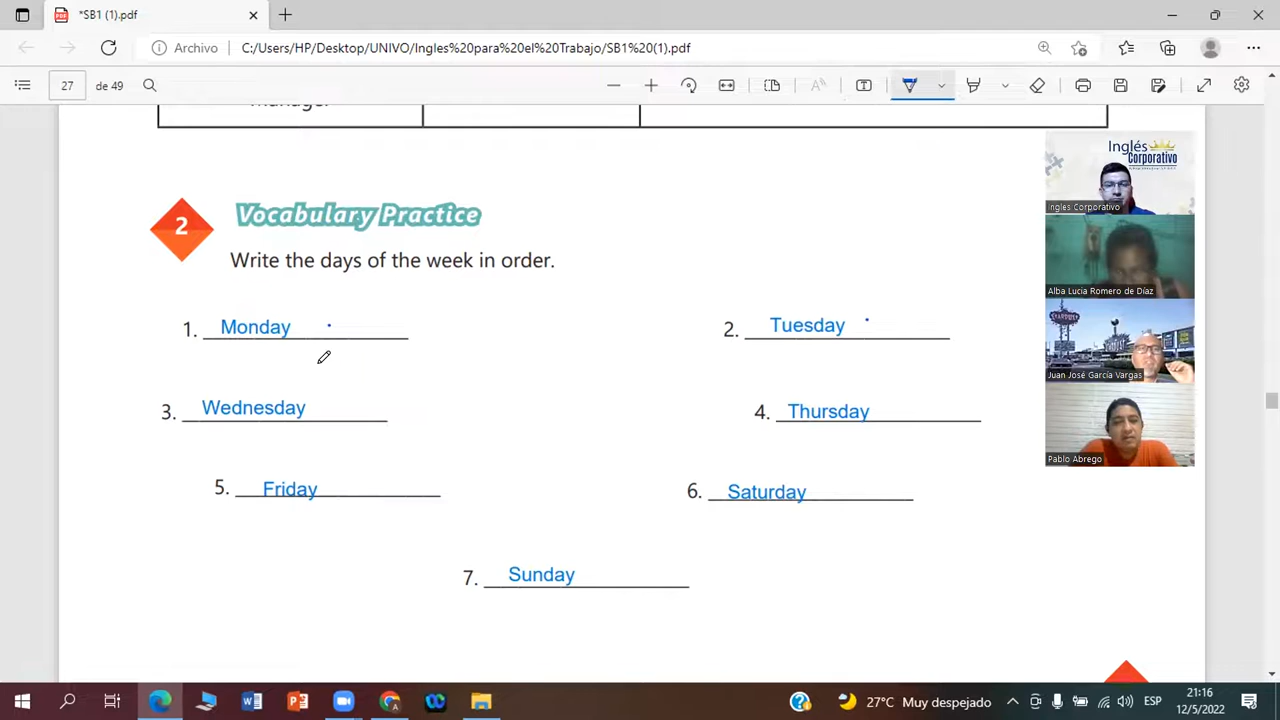 *SB1 (1).pdf
Archivo
C:/Users/HP/Desktop/UNIVO/Ingles%20para%20el%20Trabajo/SB1%20(1).pdf
27 de 49
manager
2
Vocabulary Practice
Write the days of the week in order.
1. Monday
2. Tuesday
3. Wednesday
4. Thursday
5. Friday
6. Saturday
7. Sunday
Inglés
Corporativo
Ingles Corporativo
Alba Lucia Romero de Díaz
STARDUST
Juan José García Vargas
Pablo Abrego
27°C Muy despejado
ESP
21:16
12/5/2022